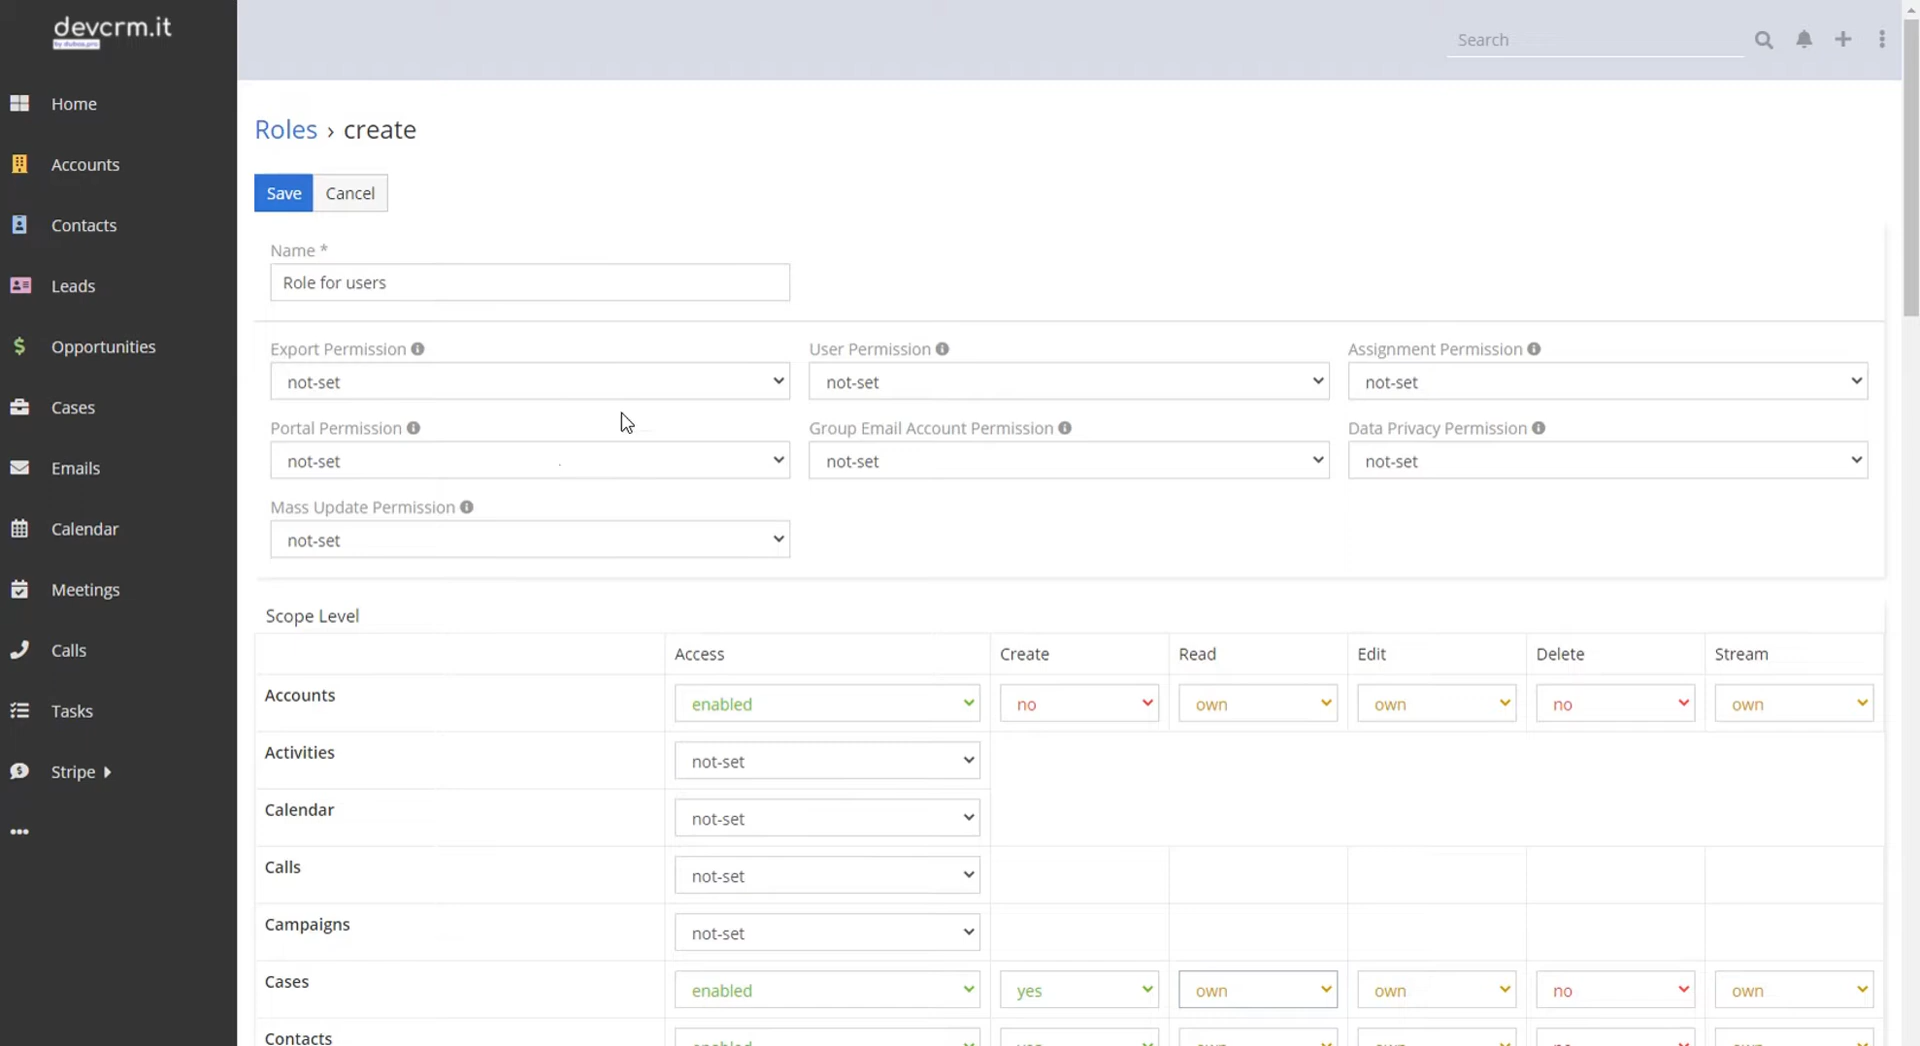 devcrm.it
by dubas.pro
Search
Home
Accounts
Contacts
Leads
Opportunities
Cases
Emails
Calendar
Meetings
Calls
Tasks
Stripe
Roles › create
Save Cancel
Name *
Role for users
Export Permission User Permission Assignment Permission
not-set not-set not-set
Portal Permission Group Email Account Permission Data Privacy Permission
not-set not-set not-set
Mass Update Permission
not-set
Scope Level
Access Create Read Edit Delete Stream
Accounts enabled no own own no own
Activities not-set
Calendar not-set
Calls not-set
Campaigns not-set
Cases enabled yes own own no own
Contacts